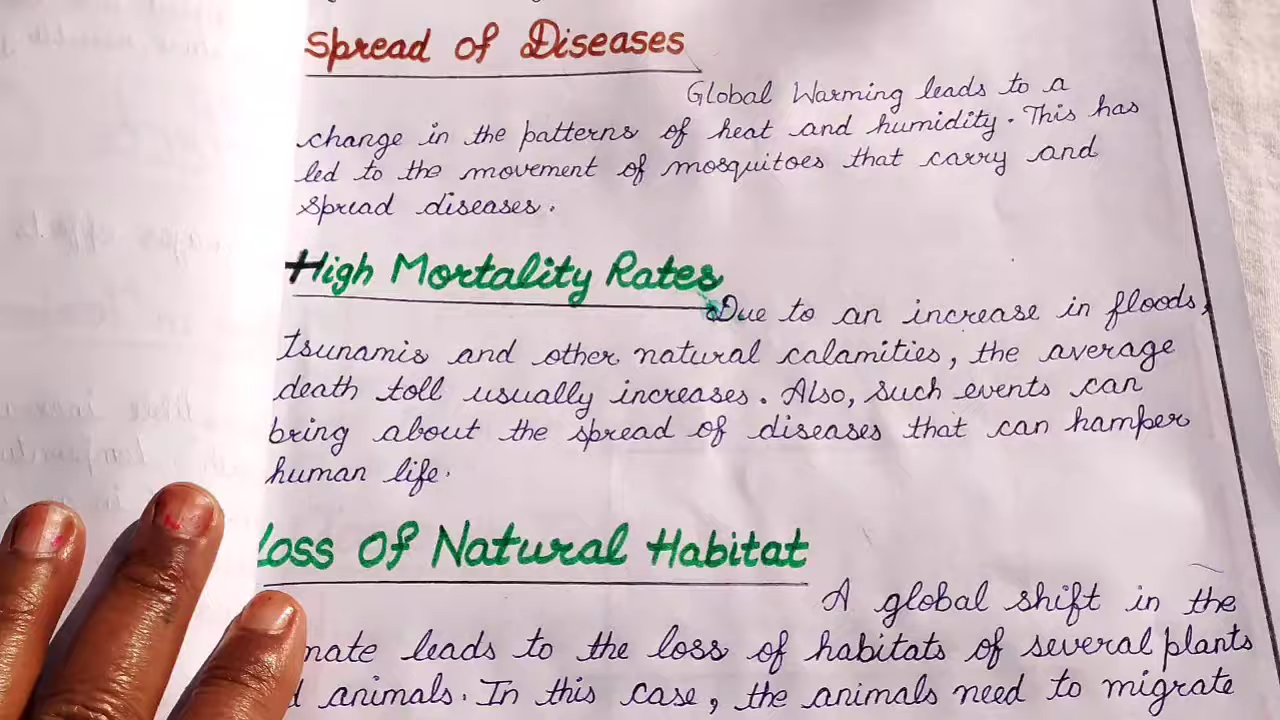 Spread of Diseases
Global Warming leads to a
change in the patterns of heat and humidity. This has
led to the movement of mosquitoes that carry and
spread diseases.
High Mortality Rates
Due to an increase in floods,
tsunamis and other natural calamities, the average
death toll usually increases. Also, such events can
bring about the spread of diseases that can hamper
human life.
Loss Of Natural Habitat
A global shift in the
mate leads to the loss of habitats of several plants
animals. In this case, the animals need to migrate